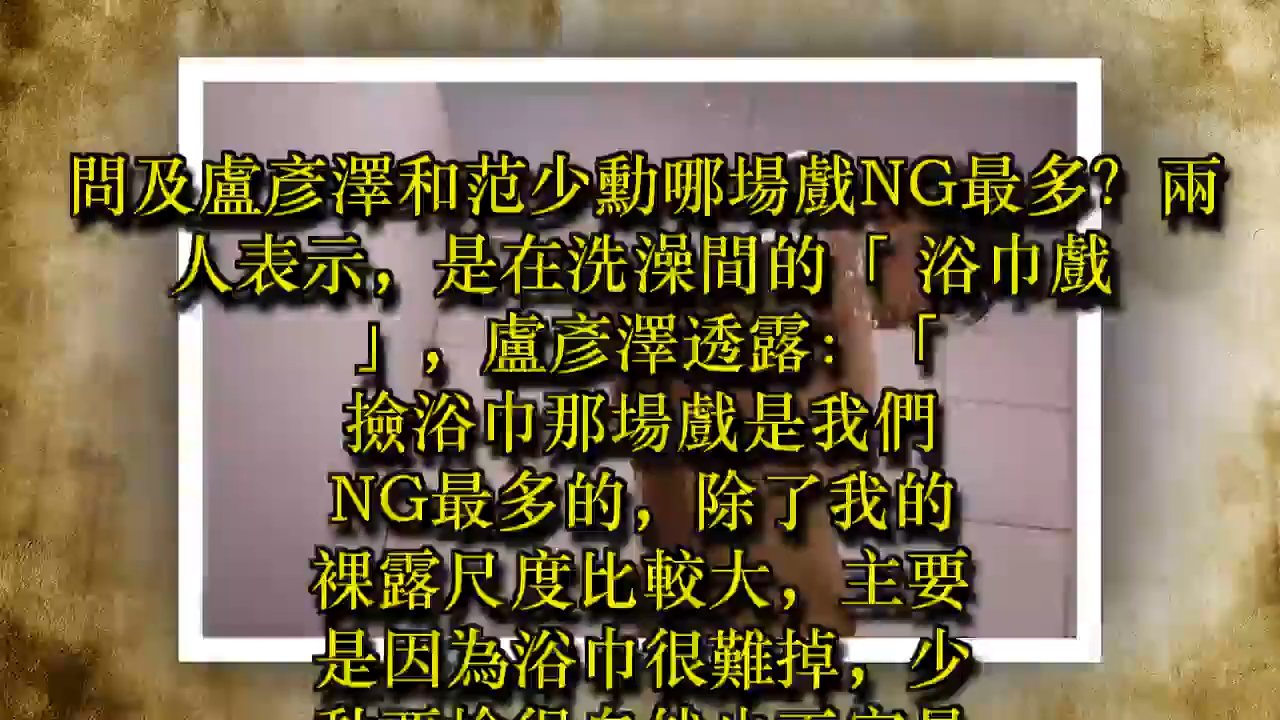 問及盧彥澤和范少勳哪場戲NG最多？兩
人表示，是在洗澡間的「 浴巾戲
」，盧彥澤透露：「
撿浴巾那場戲是我們
NG最多的，除了我的
裸露尺度比較大，主要
是因為浴巾很難掉，少